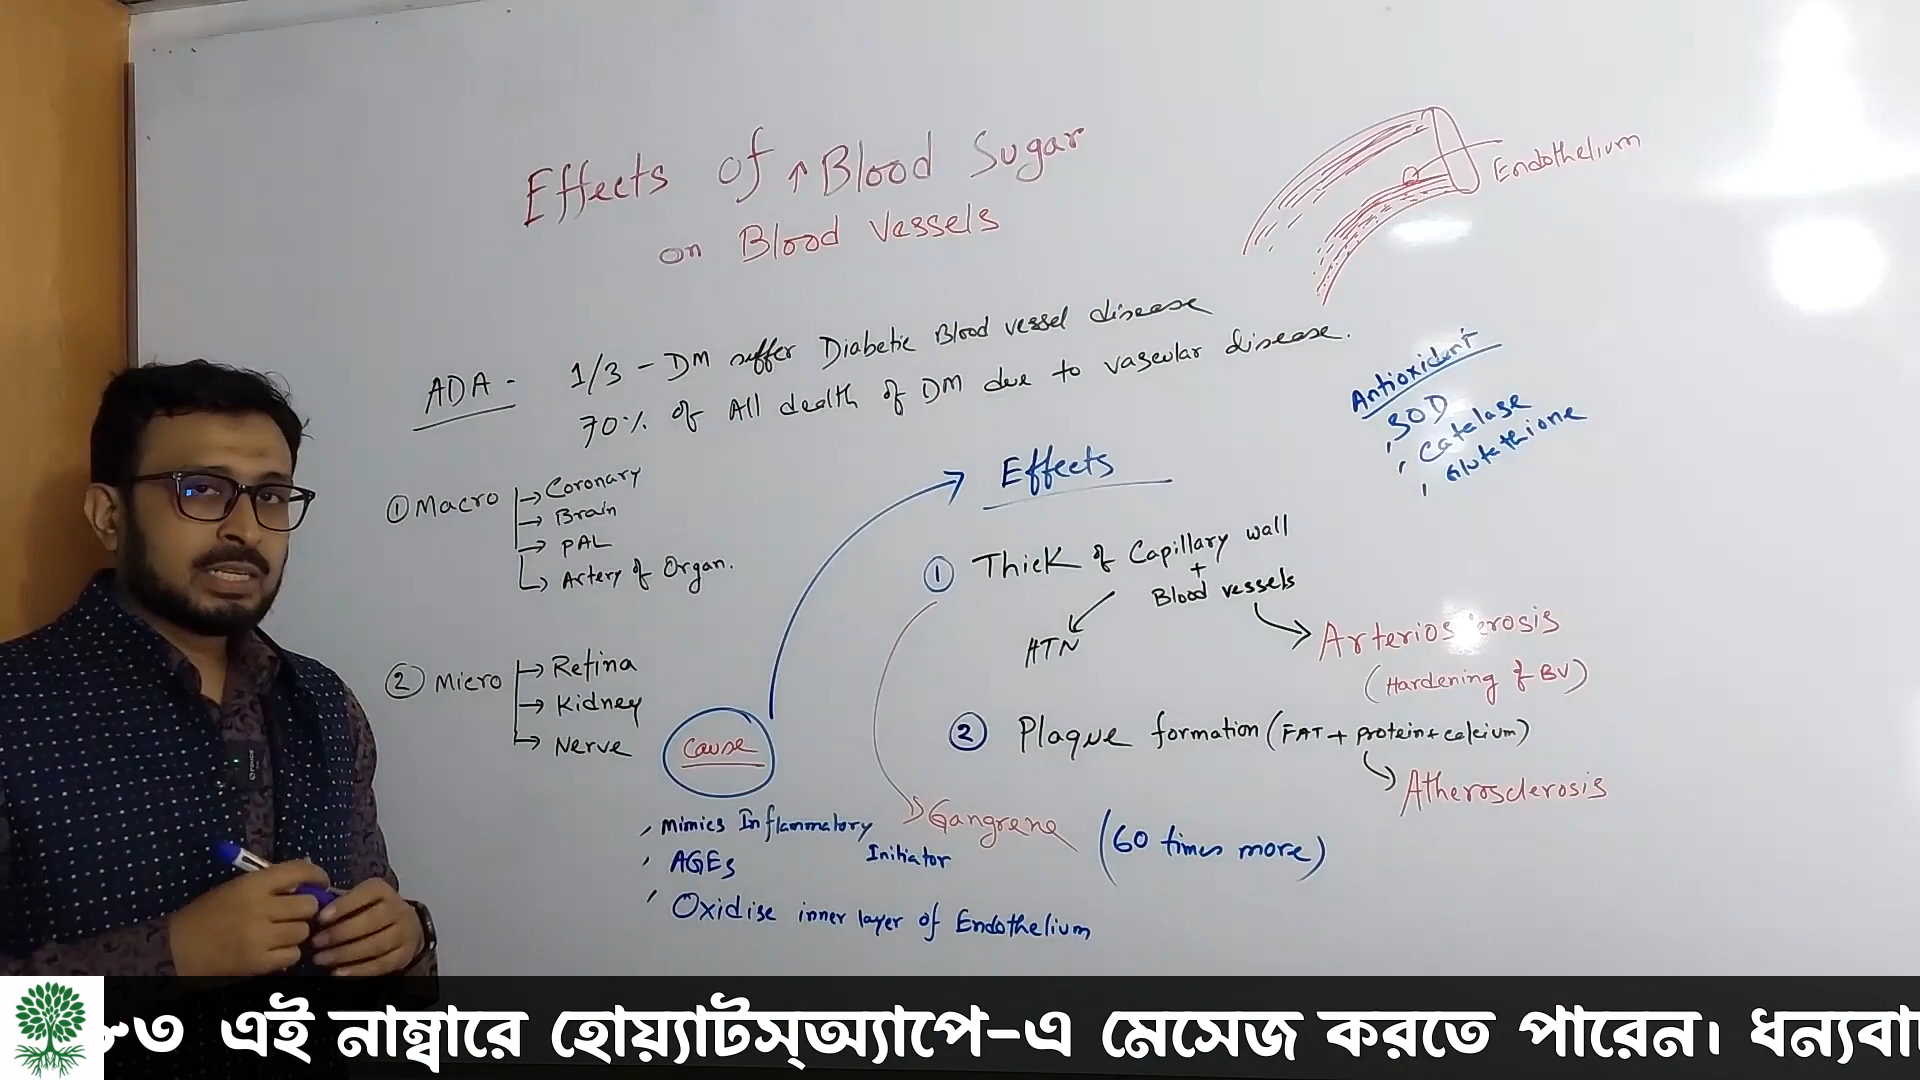 Effects of ↑ Blood Sugar
on Blood Vessels
Endothelium
ADA - 1/3 - DM suffer Diabetic Blood vessel disease
70% of All death of DM due to vascular disease.
Antioxident
, SOD
, Catelase
, Glutethione
① Macro → Coronary
→ Brain
→ PAL
→ Artery of Organ.
② Micro → Retina
→ Kidney
→ Nerve
Cause
, Mimics Inflammatory
Initiator
, AGEs
, Oxidise inner layer of Endothelium
Effects
① Thick of Capillary wall
+
Blood vessels
HTN
Arteriosclerosis
(Hardening of BV)
② Plaque formation (FAT + protein + calcium)
Atherosclerosis
Gangrene (60 times more)
৮৩ এই নাম্বারে হোয়্যাটস্অ্যাপে-এ মেসেজ করতে পারেন। ধন্যবা